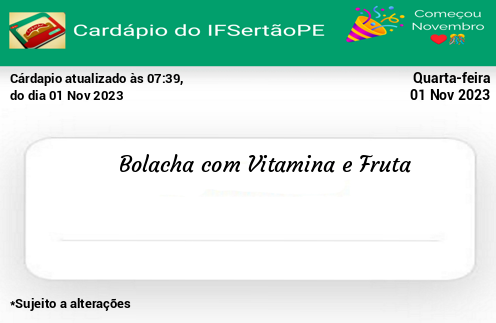 Cardápio do IFSertãoPE
Começou
Novembro
Cárdapio atualizado às 07:39,
do dia 01 Nov 2023
Quarta-feira
01 Nov 2023
Bolacha com Vitamina e Fruta
*Sujeito a alterações